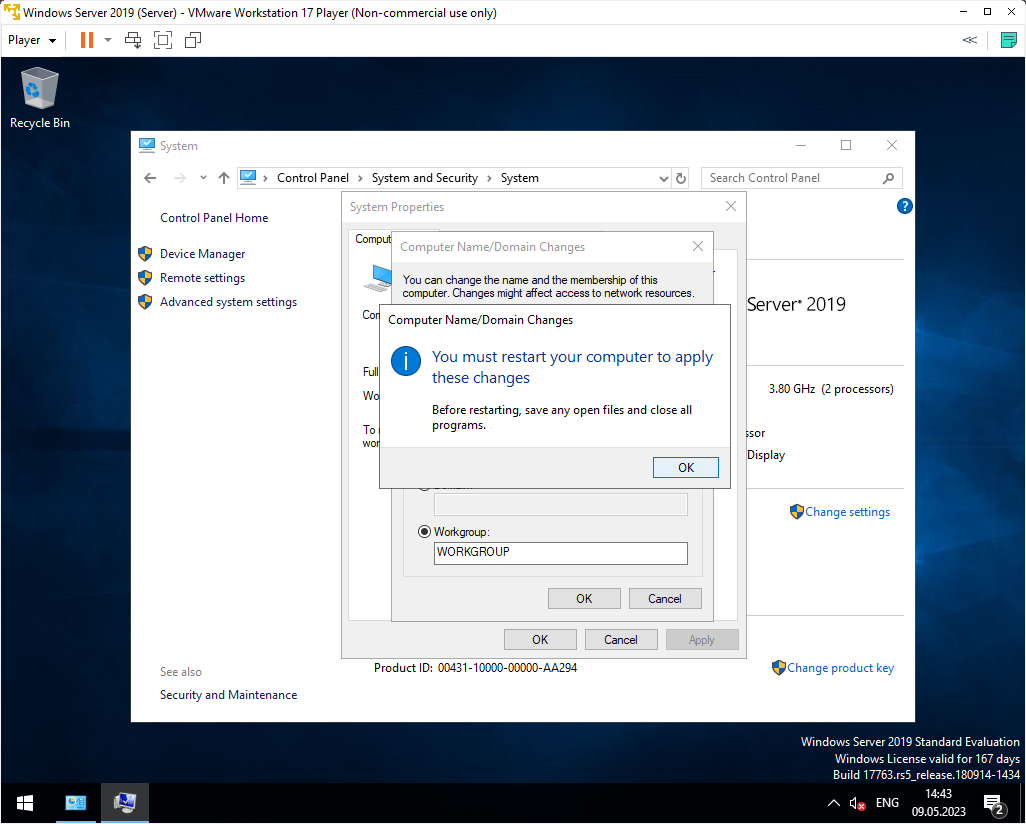 Windows Server 2019 (Server) - VMware Workstation 17 Player (Non-commercial use only)
Player
Recycle Bin
System
Control Panel > System and Security > System
Search Control Panel
Control Panel Home
Device Manager
Remote settings
Advanced system settings
System Properties
Computer Name/Domain Changes
You can change the name and the membership of this
computer. Changes might affect access to network resources.
Server® 2019
Computer Name/Domain Changes
You must restart your computer to apply
these changes
Before restarting, save any open files and close all
programs.
OK
Full
To
3.80 GHz (2 processors)
Display
Change settings
Workgroup:
WORKGROUP
OK Cancel
OK Cancel Apply
Product ID: 00431-10000-00000-AA294
Change product key
See also
Security and Maintenance
Windows Server 2019 Standard Evaluation
Windows License valid for 167 days
Build 17763.rs5_release.180914-1434
ENG
14:43
09.05.2023
2